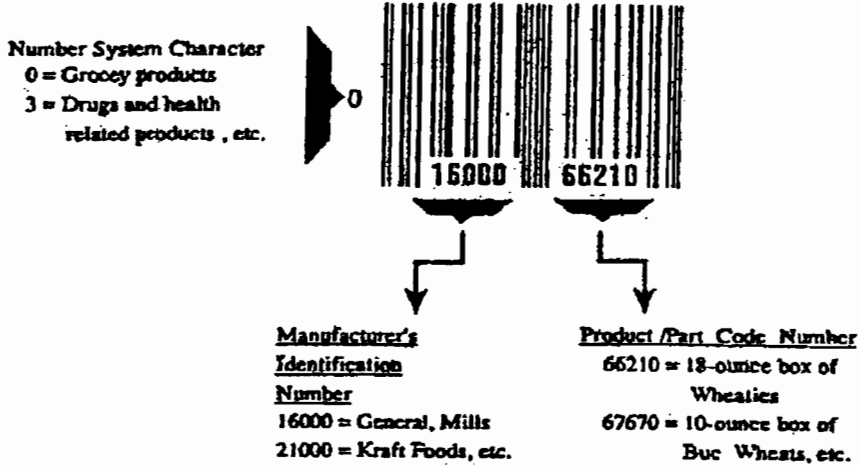 Number System Character
0 = Grocey products
3 = Drugs and health
related products , etc.
0
16000 66210
Manufacturer's
Identification
Number
16000 = General, Mills
21000 = Kraft Foods, etc.
Product /Part Code Number
66210 = 18-ounce box of
Wheaties
67670 = 10-ounce box of
Buc Wheats, etc.